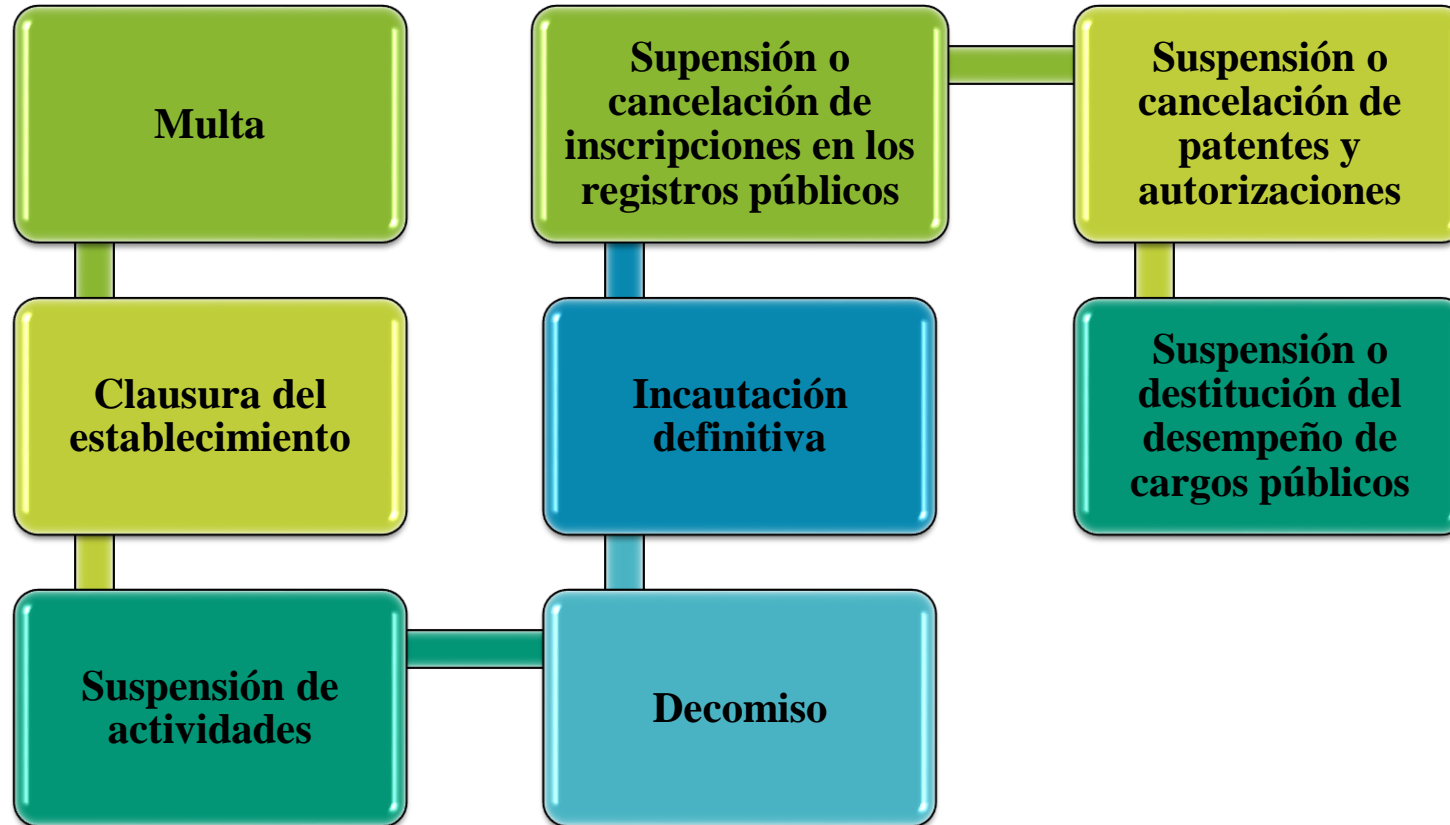 Multa
Clausura del
establecimiento
Suspensión de
actividades
Decomiso
Incautación
definitiva
Supensión o
cancelación de
inscripciones en los
registros públicos
Suspensión o
cancelación de
patentes y
autorizaciones
Suspensión o
destitución del
desempeño de
cargos públicos